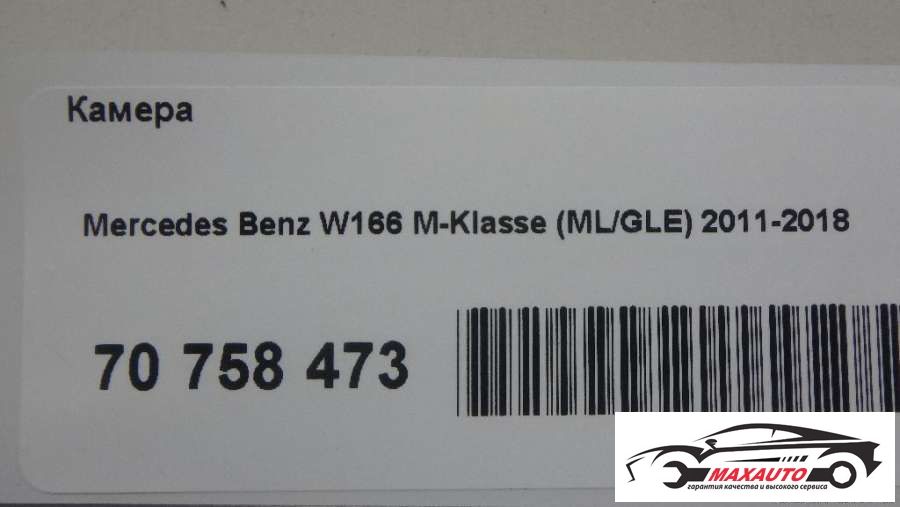 Камера
Mercedes Benz W166 M-Klasse (ML/GLE) 2011-2018
70 758 473
MAXAUTO
гарантия качества и высокого сервиса